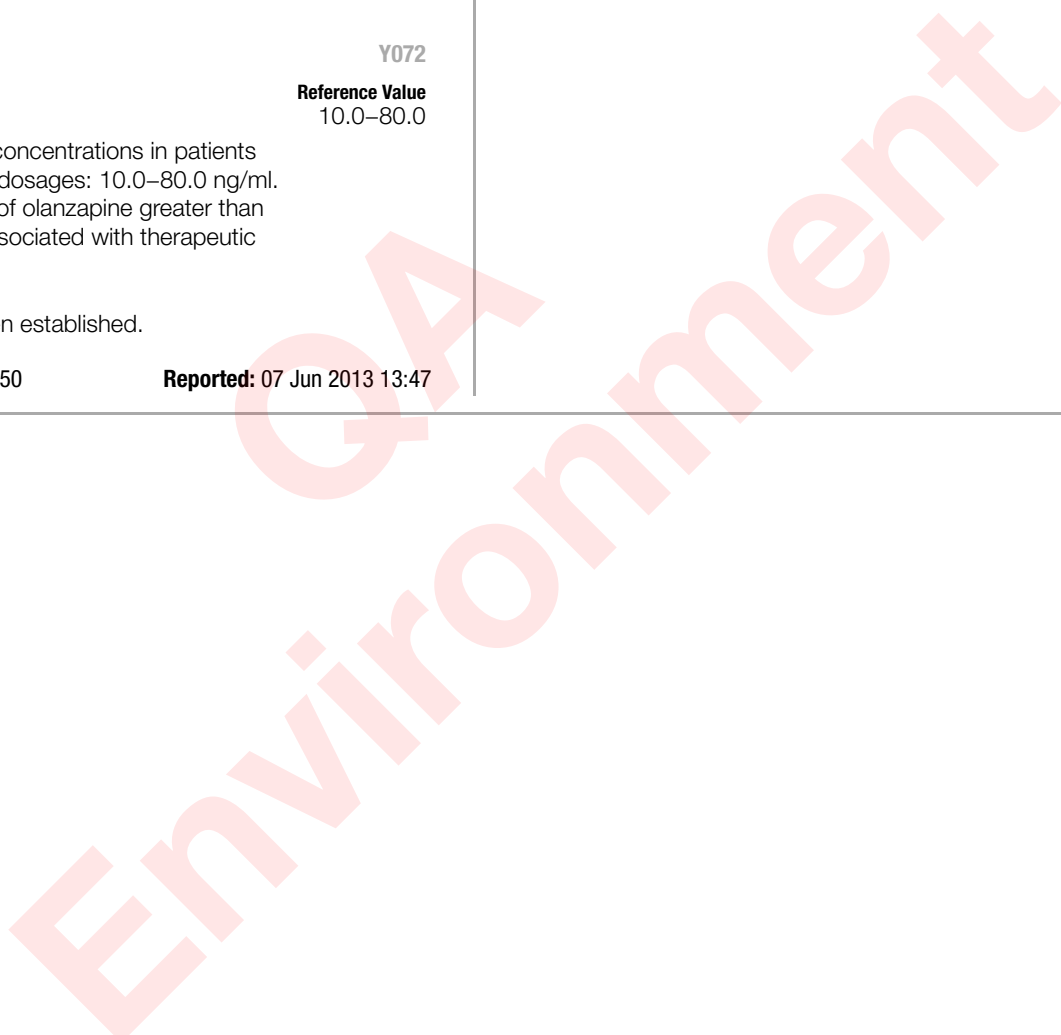 Y072
Reference Value
10.0–80.0
concentrations in patients
dosages: 10.0–80.0 ng/ml.
of olanzapine greater than
sociated with therapeutic
n established.
50 Reported: 07 Jun 2013 13:47
QA
Environment